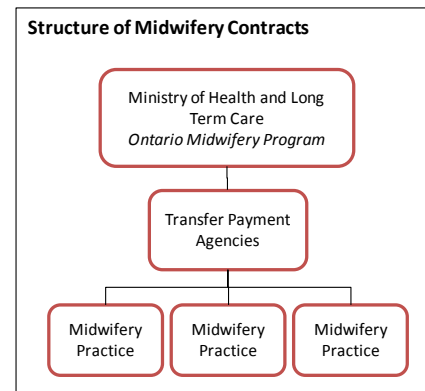 Structure of Midwifery Contracts
Ministry of Health and Long
Term Care
Ontario Midwifery Program
Transfer Payment
Agencies
Midwifery
Practice
Midwifery
Practice
Midwifery
Practice